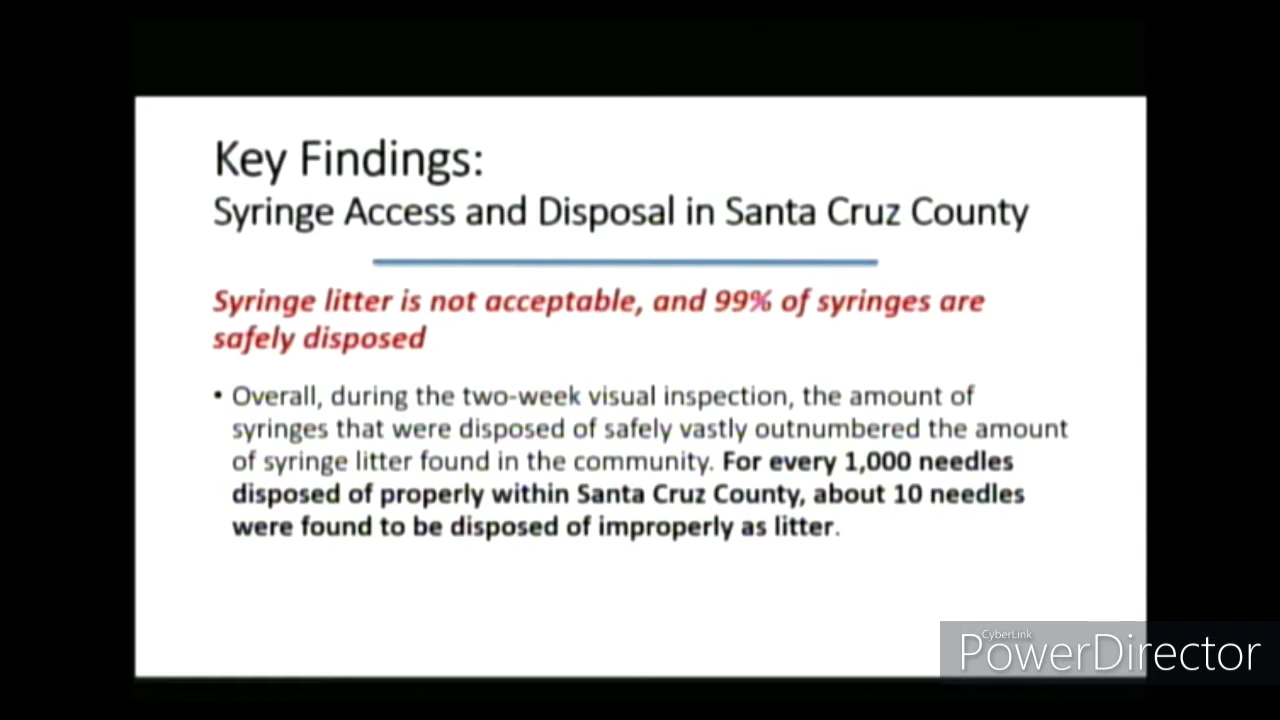 Key Findings:
Syringe Access and Disposal in Santa Cruz County
Syringe litter is not acceptable, and 99% of syringes are
safely disposed
• Overall, during the two-week visual inspection, the amount of
syringes that were disposed of safely vastly outnumbered the amount
of syringe litter found in the community. For every 1,000 needles
disposed of properly within Santa Cruz County, about 10 needles
were found to be disposed of improperly as litter.
CyberLink
PowerDirector